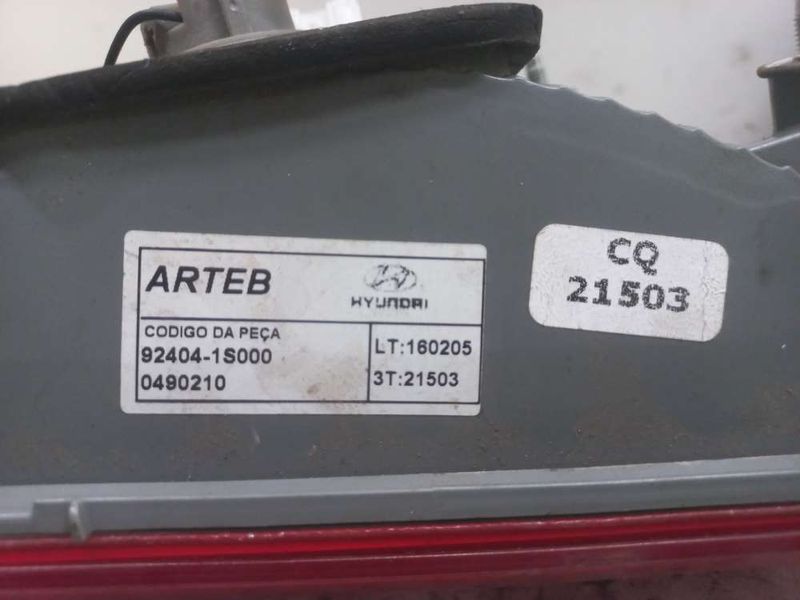 ARTEB
HYUNDAI
CODIGO DA PEÇA
92404-1S000
0490210
LT:160205
3T:21503
CQ
21503